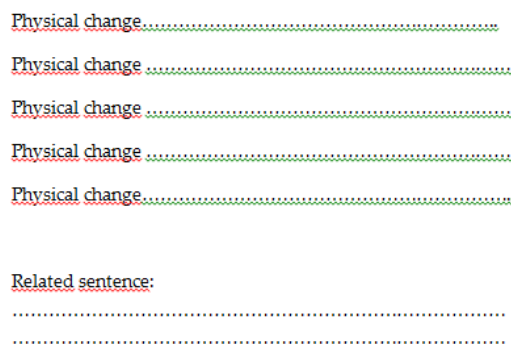 Physical change……………………………………………………..
Physical change ………………………………………………………
Physical change ………………………………………………………
Physical change ………………………………………………………
Physical change………………………………………………………..
Related sentence:
………………………………………………………………………
………………………………………………………………………